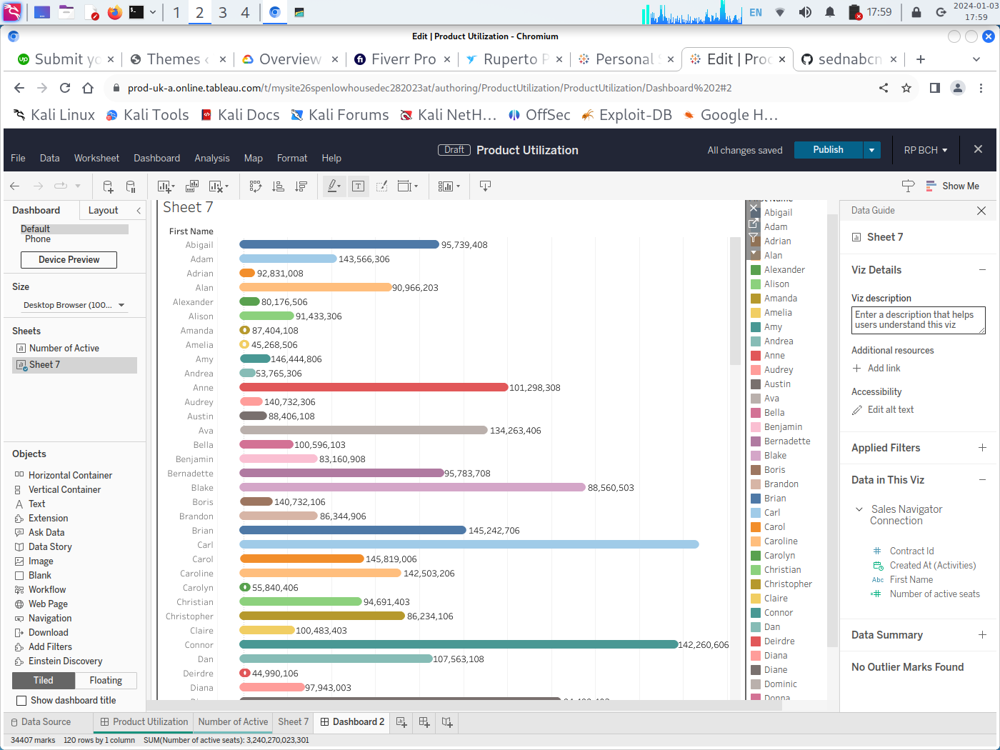 1 2 3 4
EN
17:59
2024-01-03
17:59
Edit | Product Utilization - Chromium
Submit yo
Themes
Overview
Fiverr Pro
Ruperto P
Personal S
Edit | Proc
sednabcn
prod-uk-a.online.tableau.com/t/mysite26spenlowhousedec282023at/authoring/ProductUtilization/ProductUtilization/Dashboard%202#2
Kali Linux
Kali Tools
Kali Docs
Kali Forums
Kali NetH...
OffSec
Exploit-DB
Google H...
File Data Worksheet Dashboard Analysis Map Format Help
Draft Product Utilization
All changes saved
Publish
RP BCH
Show Me
Dashboard Layout
Default
Phone
Device Preview
Size
Desktop Browser (100...
Sheets
Number of Active
Sheet 7
Objects
Horizontal Container
Vertical Container
Text
Extension
Ask Data
Data Story
Image
Blank
Workflow
Web Page
Navigation
Download
Add Filters
Einstein Discovery
Tiled Floating
Show dashboard title
Sheet 7
First Name
Abigail 95,739,408
Adam 143,566,306
Adrian 92,831,008
Alan 90,966,203
Alexander 80,176,506
Alison 91,433,306
Amanda 87,404,108
Amelia 45,268,506
Amy 146,444,806
Andrea 53,765,306
Anne 101,298,308
Audrey 140,732,306
Austin 88,406,108
Ava 134,263,406
Bella 100,596,103
Benjamin 83,160,908
Bernadette 95,783,708
Blake 88,560,503
Boris 140,732,106
Brandon 86,344,906
Brian 145,242,706
Carl
Carol 145,819,006
Caroline 142,503,206
Carolyn 55,840,406
Christian 94,691,403
Christopher 86,234,106
Claire 100,483,403
Connor 142,260,606
Dan 107,563,108
Deirdre 44,990,106
Diana 97,943,003
Abigail
Adam
Adrian
Alan
Alexander
Alison
Amanda
Amelia
Amy
Andrea
Anne
Audrey
Austin
Ava
Bella
Benjamin
Bernadette
Blake
Boris
Brandon
Brian
Carl
Carol
Caroline
Carolyn
Christian
Christopher
Claire
Connor
Dan
Deirdre
Diana
Diane
Dominic
Donna
Data Guide
Sheet 7
Viz Details
Viz description
Enter a description that helps
users understand this viz
Additional resources
Add link
Accessibility
Edit alt text
Applied Filters
Data in This Viz
Sales Navigator
Connection
Contract Id
Created At (Activities)
Abc First Name
Number of active seats
Data Summary
No Outlier Marks Found
Data Source
Product Utilization
Number of Active
Sheet 7
Dashboard 2
34407 marks 120 rows by 1 column SUM(Number of active seats): 3,240,270,023,301